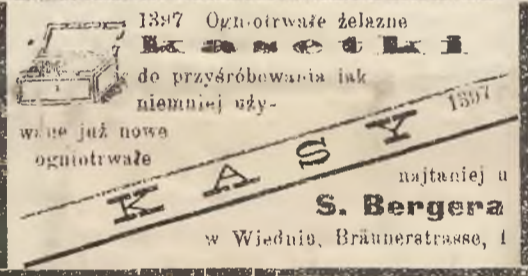 1397 Ogniotrwałe żelazne
kasetki
do przyśróbowania jak
niemniej uży-
wane już nowe
ogniotrwałe
KASY
1397
najtaniej u
S. Bergera
w Wiedniu, Bräunerstrasse, 1